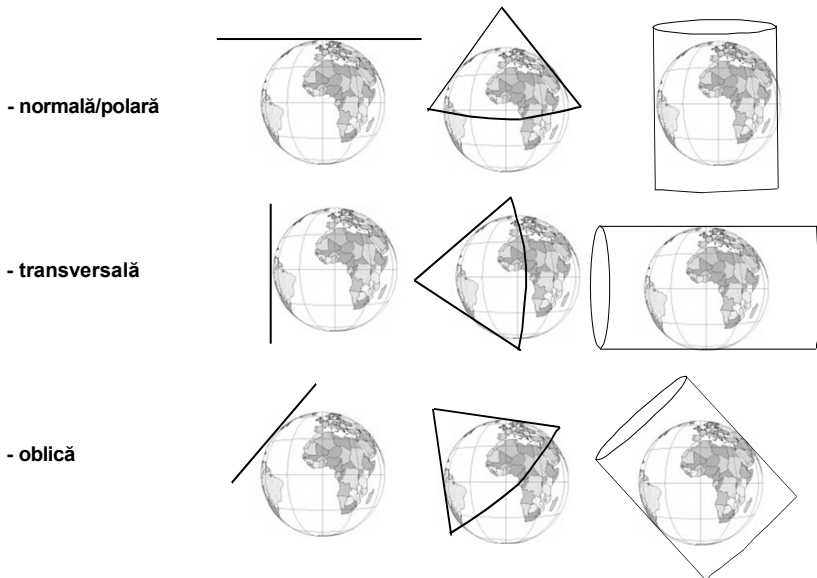 - normală/polară
- transversală
- oblică